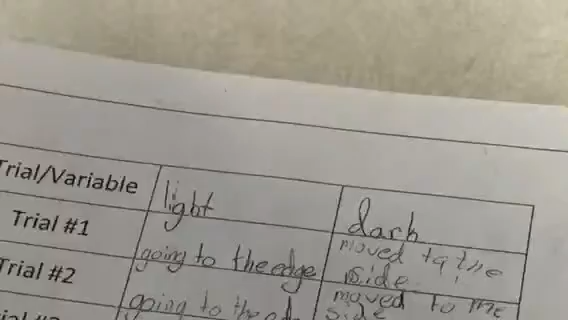 Trial/Variable light dark
Trial #1 going to the edge moved to the side
Trial #2 going to the moved to the side